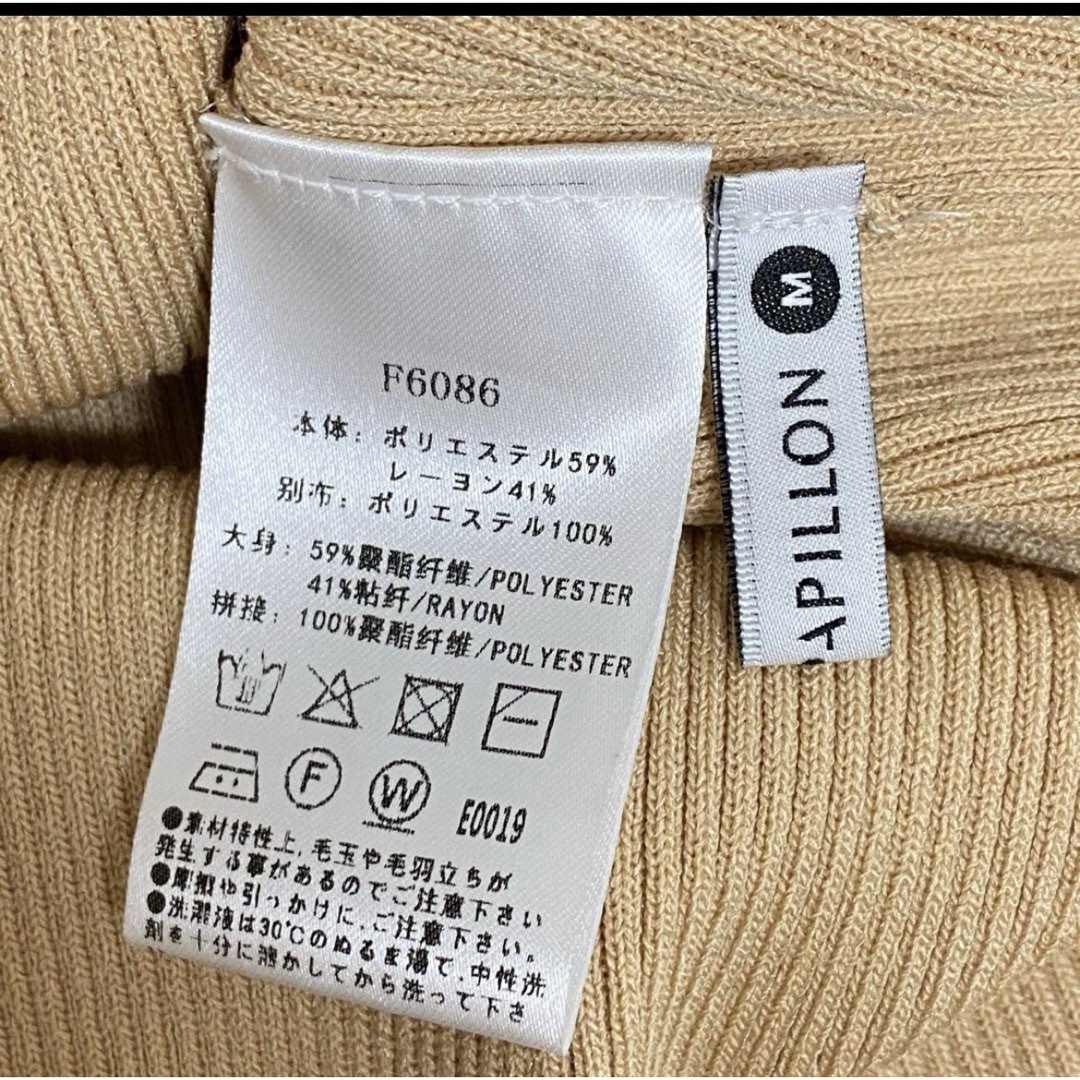 F6086
本体: ポリエステル59%
レーヨン41%
別布: ポリエステル100%
大身: 59%聚酯纤维/POLYESTER
41%粘纤/RAYON
拼接: 100%聚酯纤维/POLYESTER
F
W
E0019
●素材特性上,毛玉や毛羽立ちが
発生する事があるのでご注意下さい
●摩擦や引っかけに、ご注意下さい。
●洗濯液は30℃のぬるま湯で,中性洗
剤を十分に溶かしてから洗って下さ
M
PAPILLON